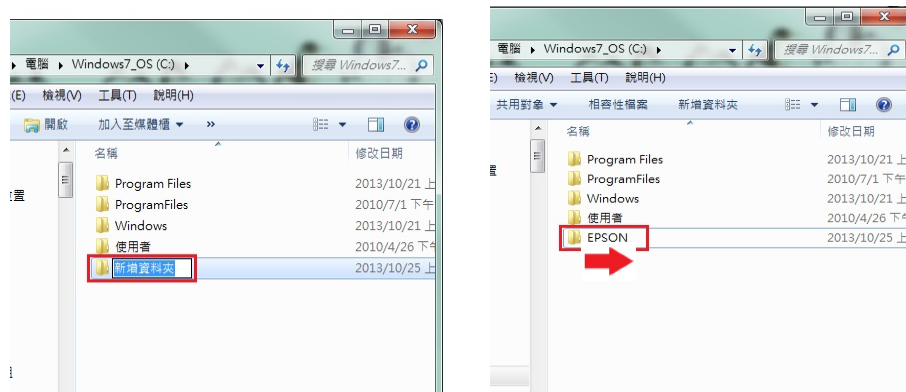 電腦 ▸ Windows7_OS (C:) ▸
搜尋 Windows7...
(E) 檢視(V) 工具(T) 說明(H)
開啟 加入至媒體櫃 »
名稱 修改日期
Program Files 2013/10/21 上
ProgramFiles 2010/7/1 下午
Windows 2013/10/21 上
使用者 2010/4/26 下午
新增資料夾 2013/10/25 上
置
電腦 ▸ Windows7_OS (C:) ▸
搜尋 Windows7...
檢視(V) 工具(T) 說明(H)
共用對象 相容性檔案 新增資料夾
名稱 修改日期
Program Files 2013/10/21 上
ProgramFiles 2010/7/1 下午
Windows 2013/10/21 上
使用者 2010/4/26 下午
EPSON 2013/10/25 上
置